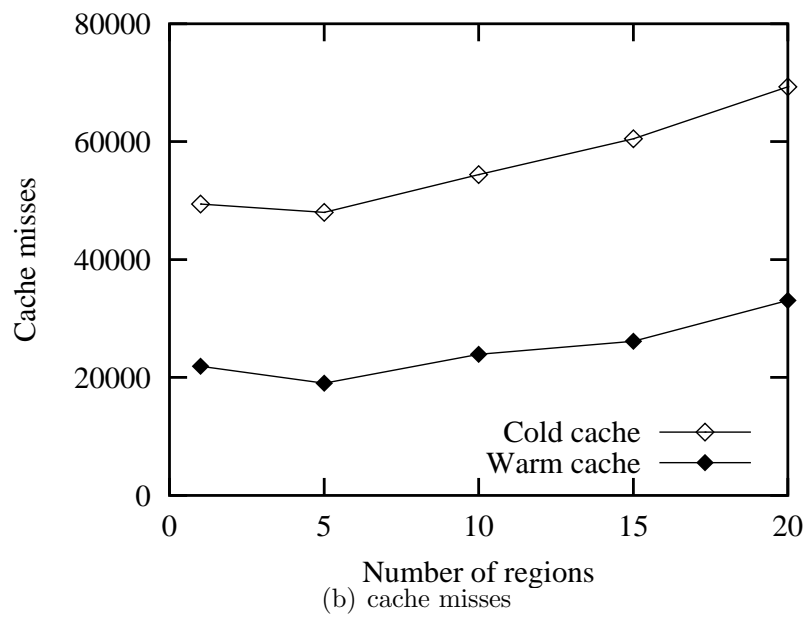 80000
60000
40000
20000
0
Cache misses
Cold cache
Warm cache
0 5 10 15 20
Number of regions
(b) cache misses